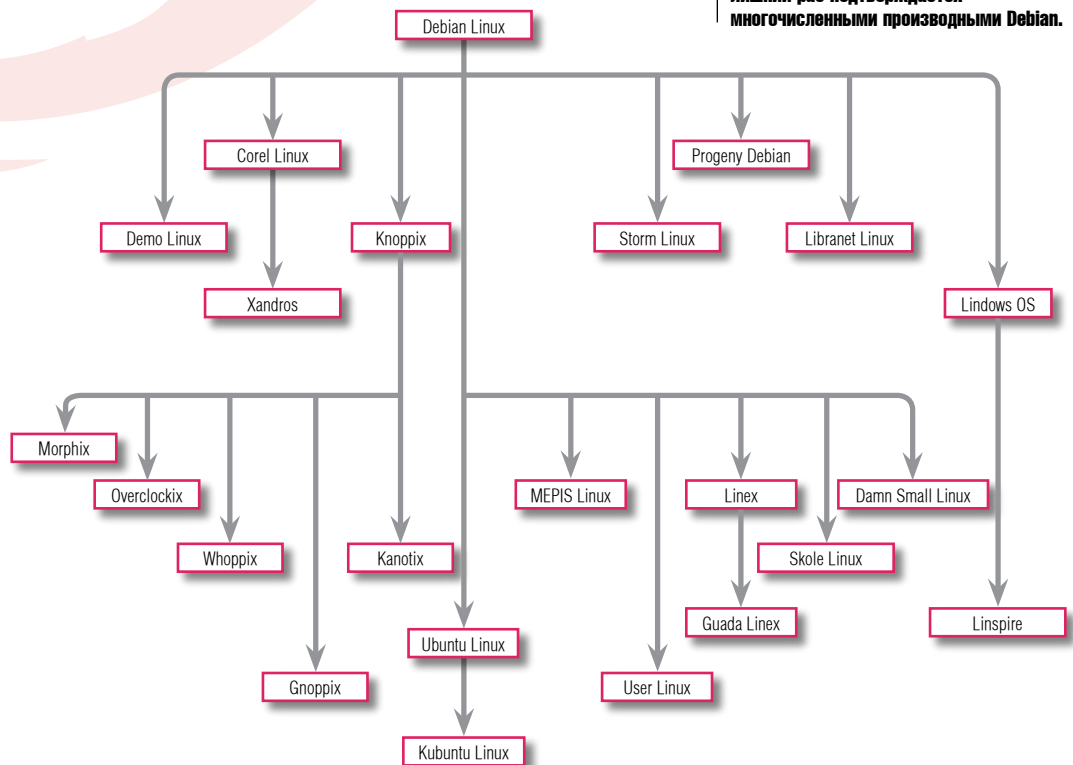 многочисленными производными Debian.
Debian Linux
Corel Linux
Progeny Debian
Demo Linux
Knoppix
Storm Linux
Libranet Linux
Xandros
Lindows OS
Morphix
Overclockix
MEPIS Linux
Linex
Damn Small Linux
Whoppix
Kanotix
Skole Linux
Guada Linex
Linspire
Ubuntu Linux
Gnoppix
User Linux
Kubuntu Linux